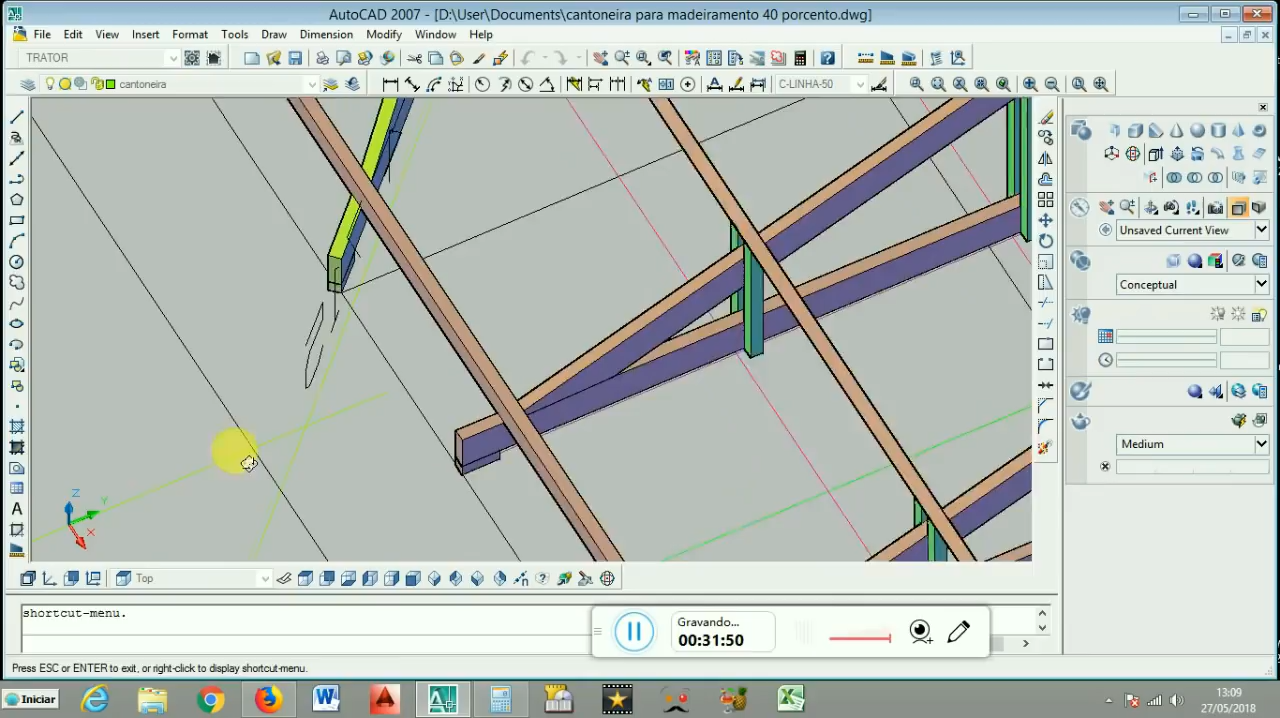 AutoCAD 2007 - [D:\User\Documents\cantoneira para madeiramento 40 porcento.dwg]
File Edit View Insert Format Tools Draw Dimension Modify Window Help
TRATOR
cantoneira
C-LINHA-50
Unsaved Current View
Conceptual
Z
Y
X
Medium
Top
shortcut-menu.
Gravando...
00:31:50
Press ESC or ENTER to exit, or right-click to display shortcut-menu.
Iniciar
13:09
27/05/2018